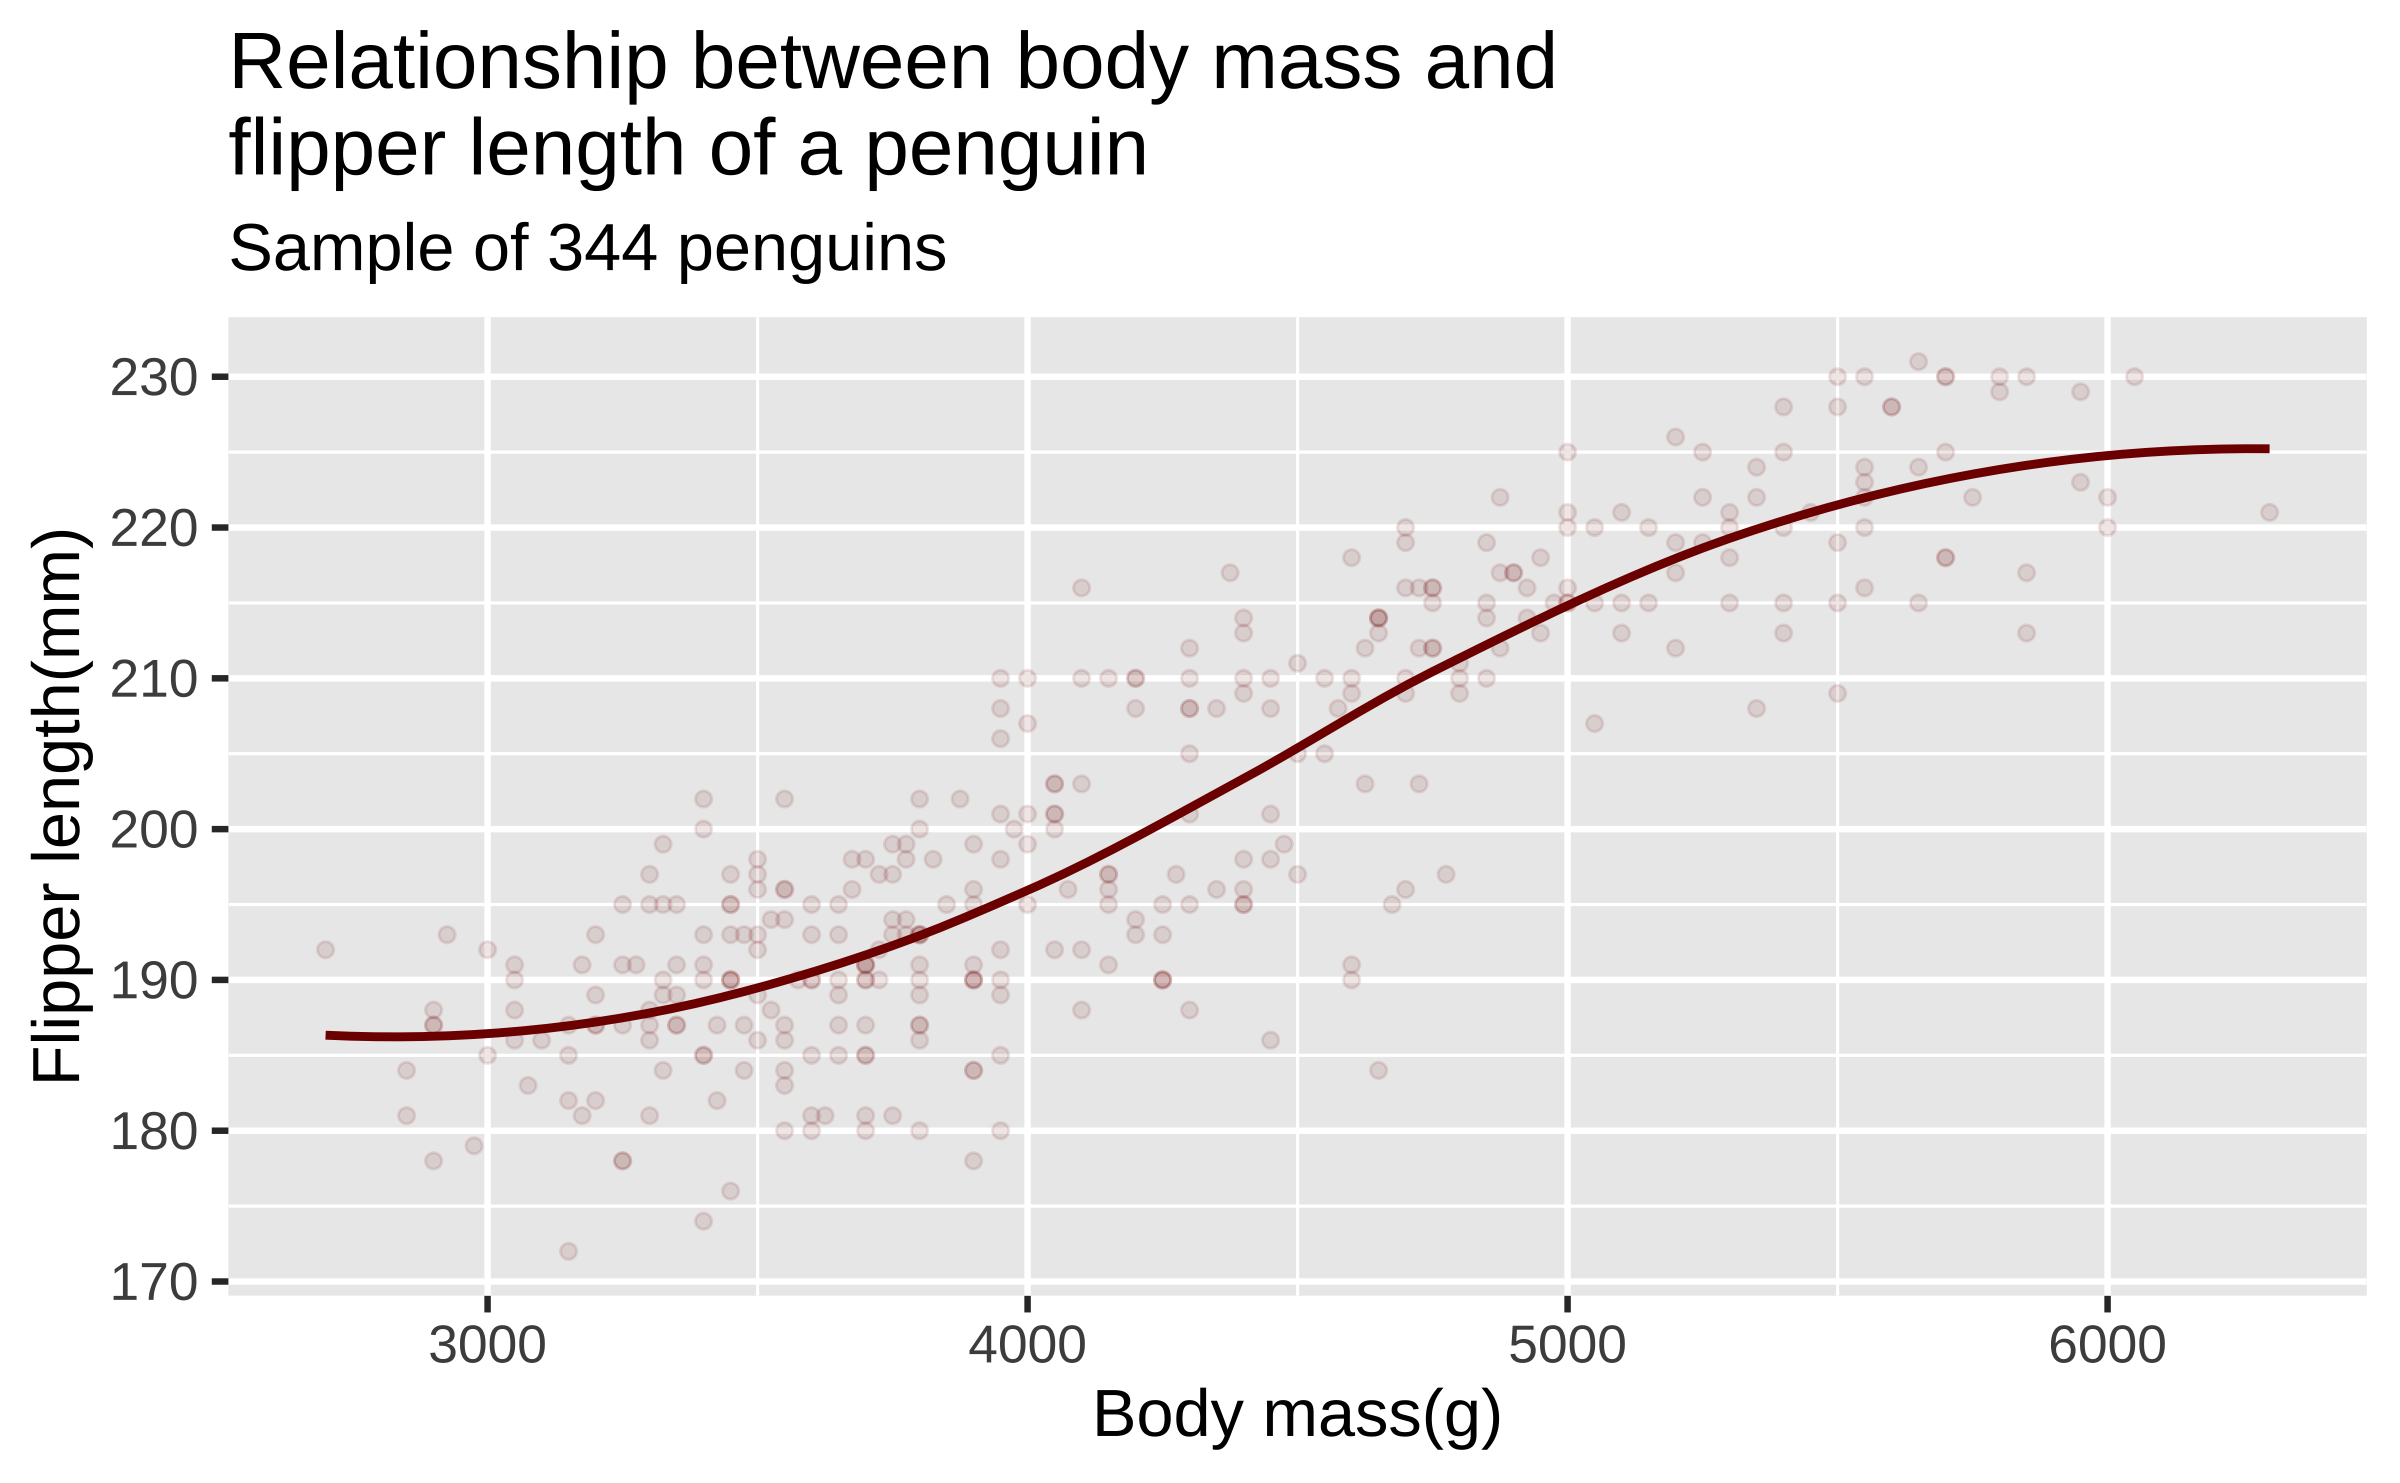 Relationship between body mass and
flipper length of a penguin
Sample of 344 penguins
Flipper length(mm)
230
220
210
200
190
180
170
3000 4000 5000 6000
Body mass(g)